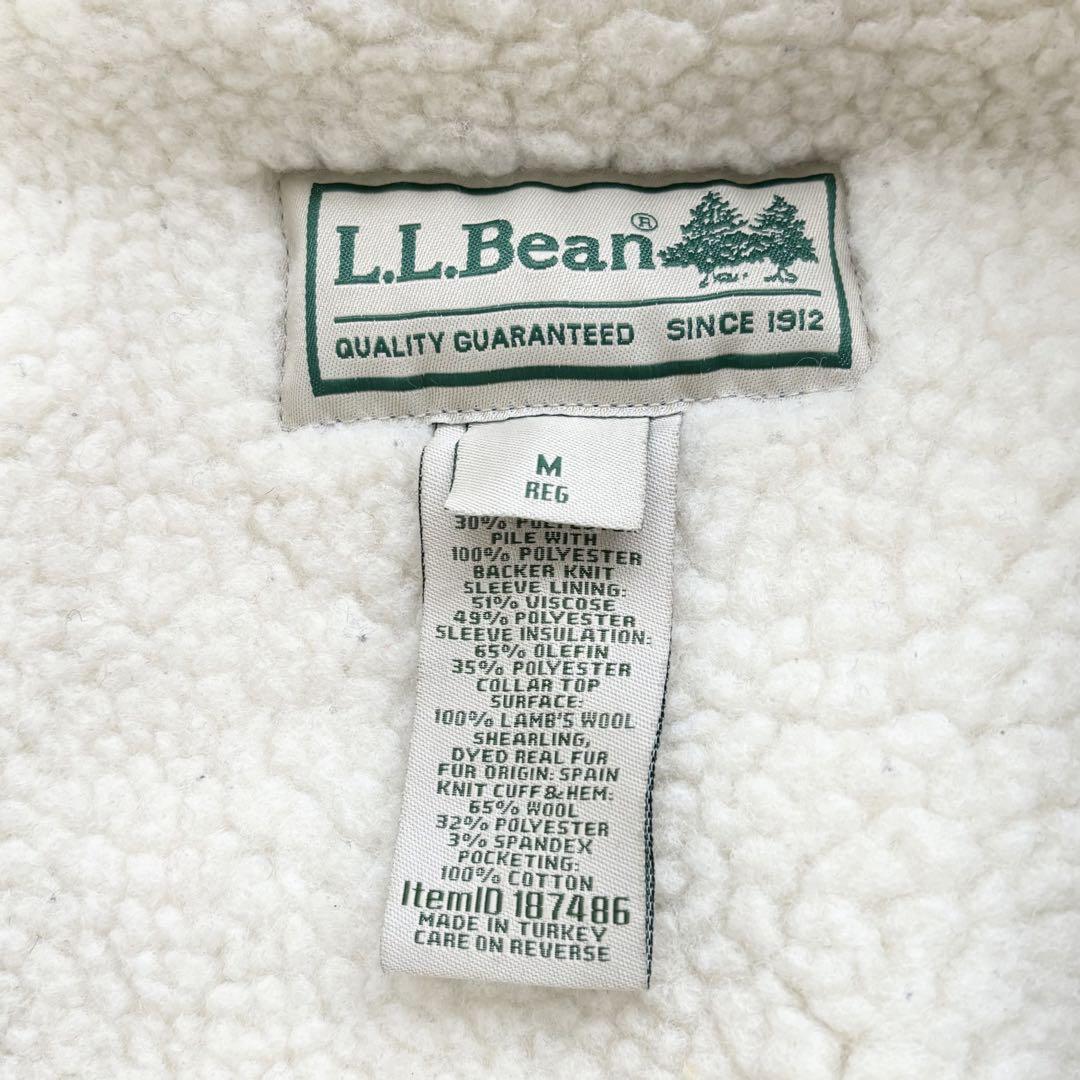 L.L.Bean®
QUALITY GUARANTEED SINCE 1912
M
REG
30% POLYESTER
PILE WITH
100% POLYESTER
BACKER KNIT
SLEEVE LINING:
51% VISCOSE
49% POLYESTER
SLEEVE INSULATION:
65% OLEFIN
35% POLYESTER
COLLAR TOP
SURFACE:
100% LAMB'S WOOL
SHEARLING,
DYED REAL FUR
FUR ORIGIN: SPAIN
KNIT CUFF & HEM:
65% WOOL
32% POLYESTER
3% SPANDEX
POCKETING:
100% COTTON
ItemID 187486
MADE IN TURKEY
CARE ON REVERSE